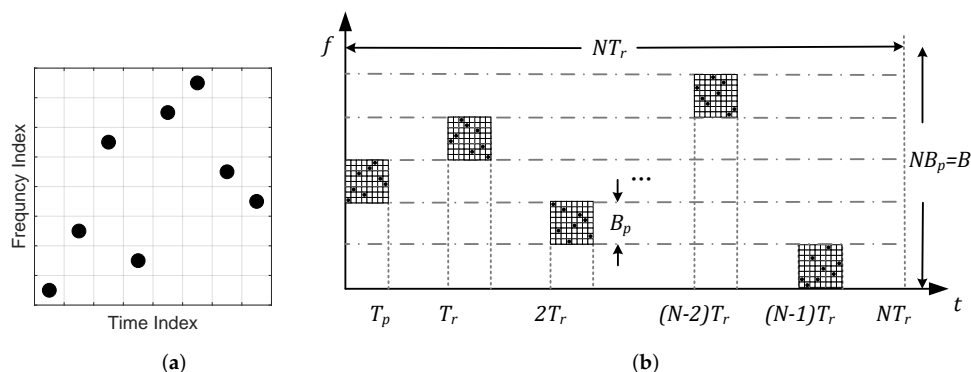 Frequncy Index
Time Index
(a)
f
NT_r
NB_p=B
...
B_p
T_p T_r 2T_r (N-2)T_r (N-1)T_r NT_r t
(b)